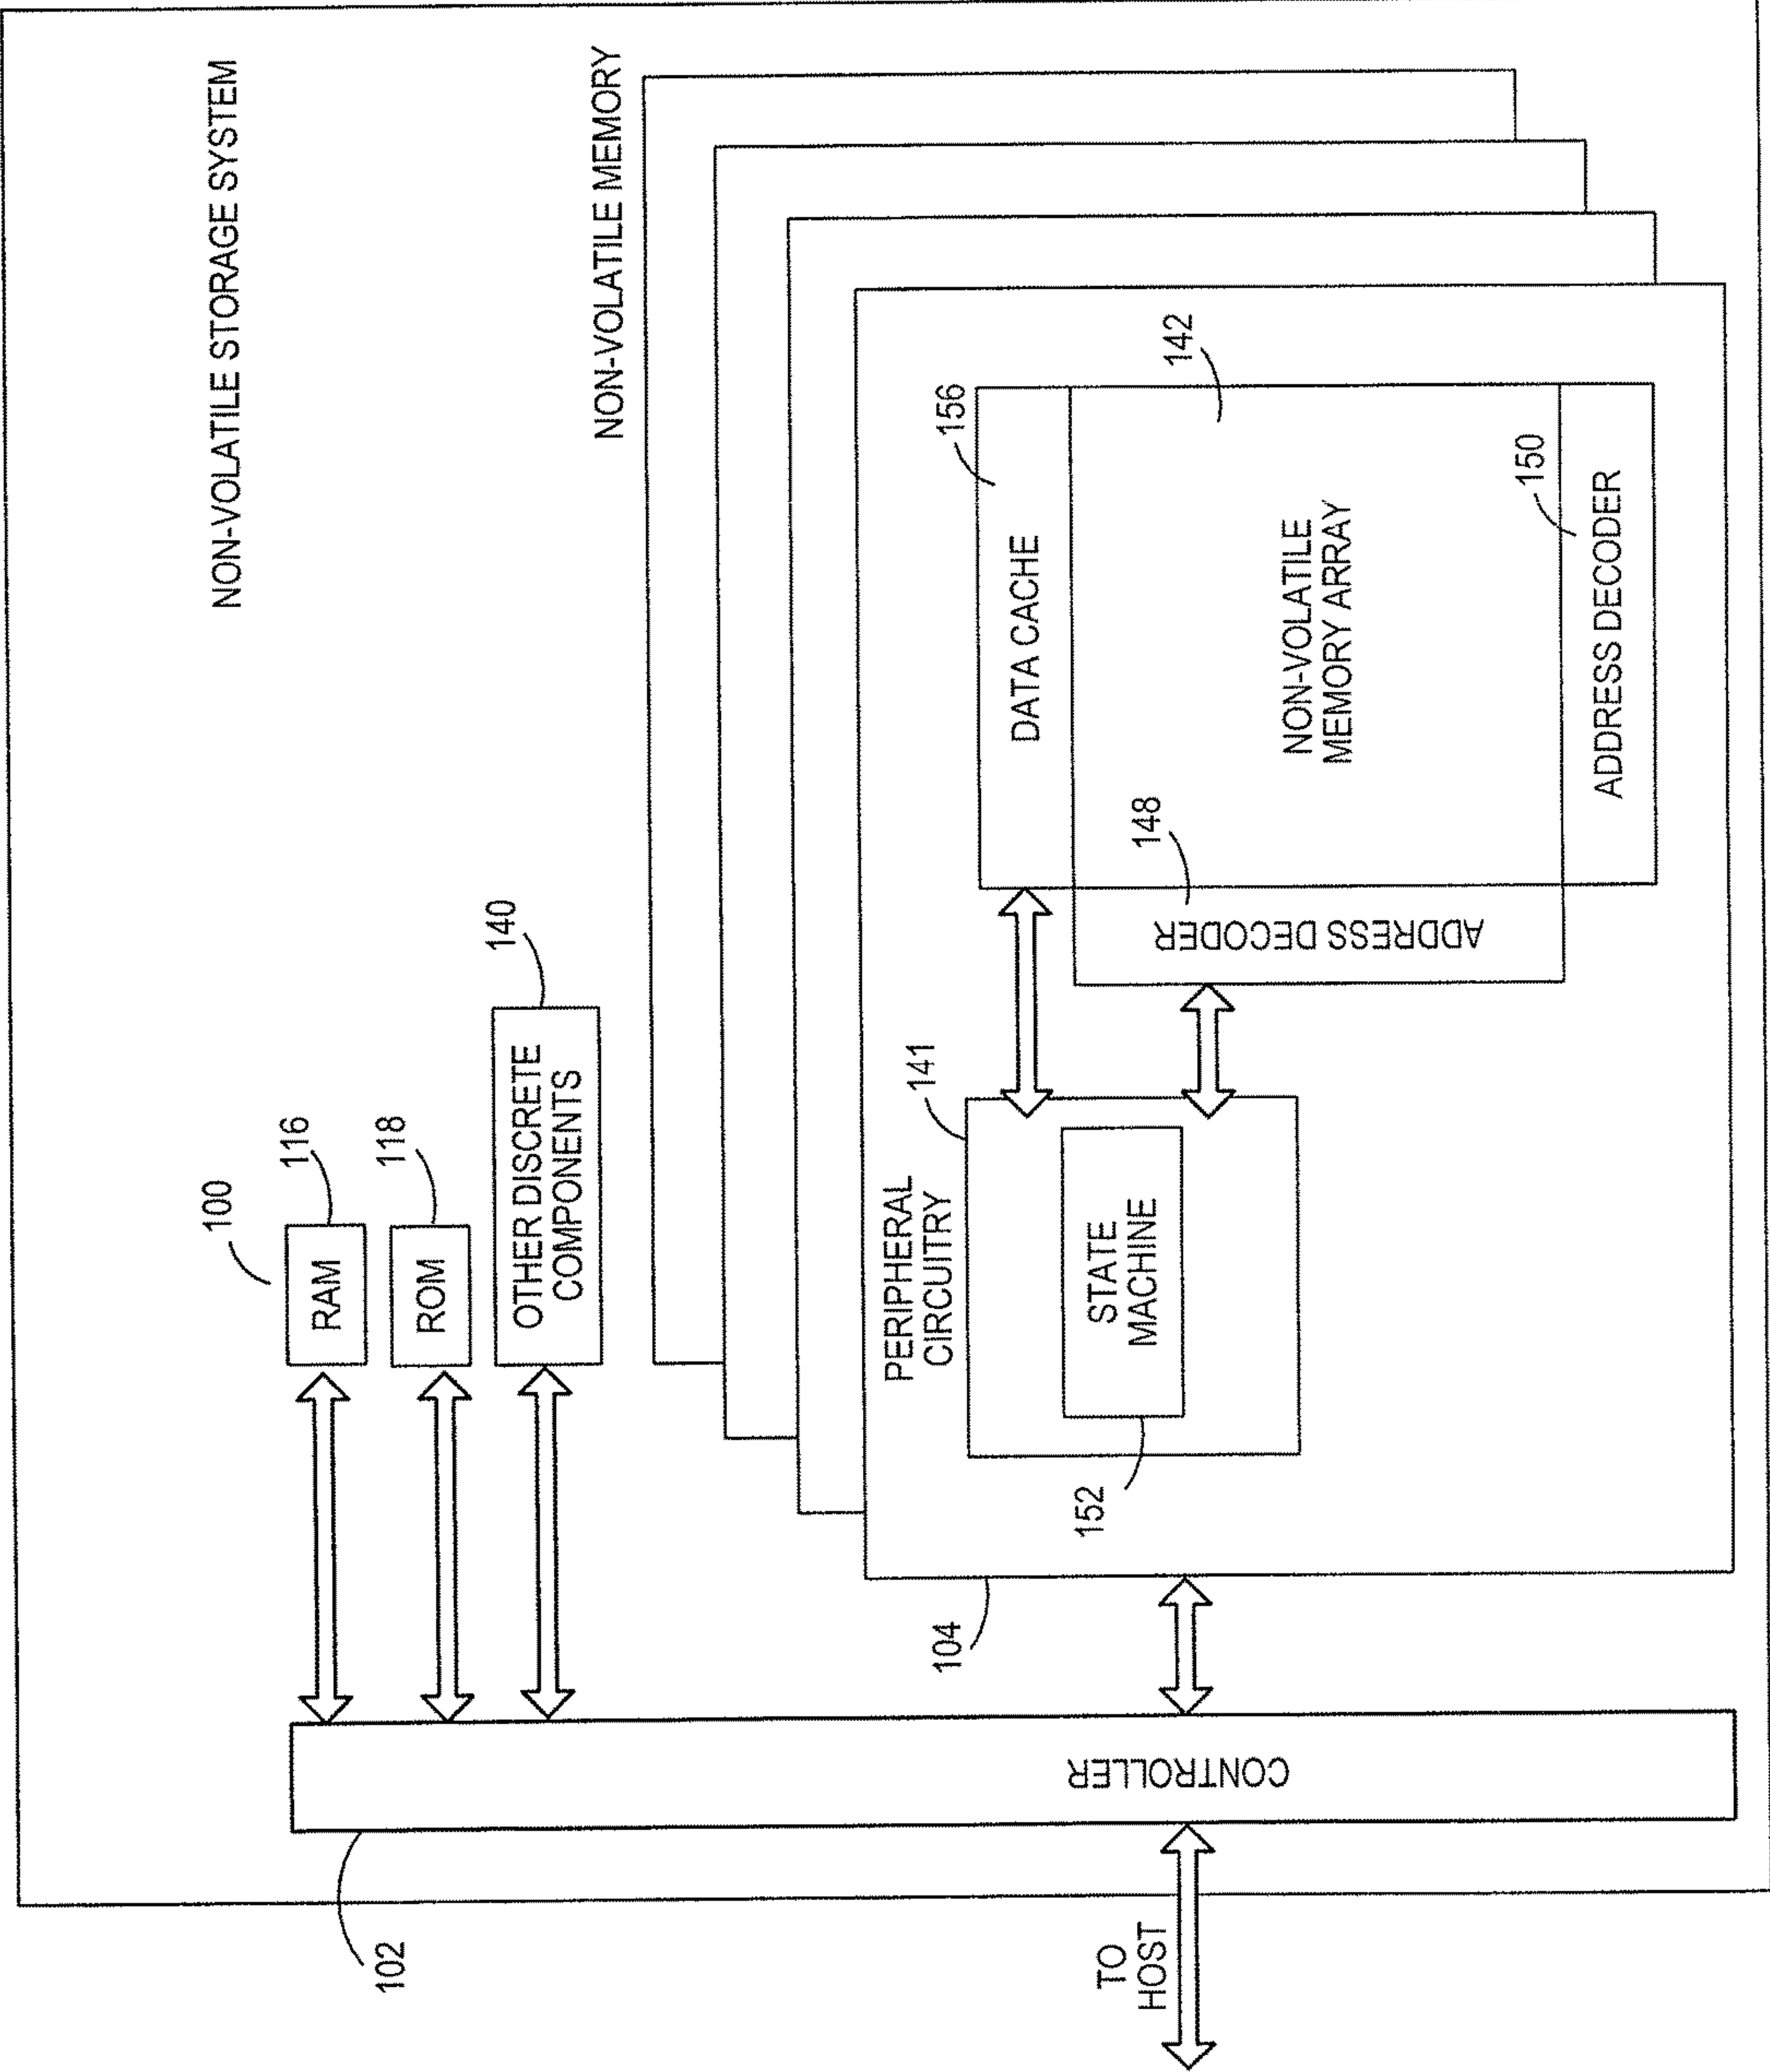 NON-VOLATILE STORAGE SYSTEM
100
116
RAM
118
ROM
140
OTHER DISCRETE
COMPONENTS
NON-VOLATILE MEMORY
PERIPHERAL
CIRCUITRY
141
STATE
MACHINE
152
156
DATA CACHE
142
148
ADDRESS DECODER
NON-VOLATILE
MEMORY ARRAY
150
ADDRESS DECODER
104
CONTROLLER
102
TO
HOST